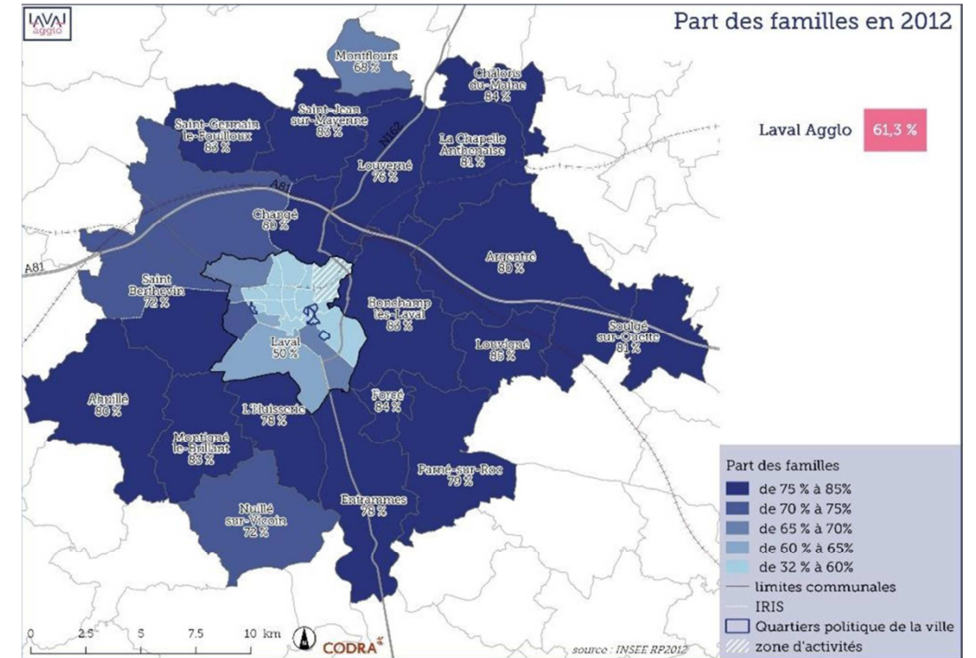 LAVAL
agglo
Part des familles en 2012
Laval Agglo 61,3 %
Montflours
68 %
Châlons
du-Maine
84 %
Saint-Jean
sur-Mayenne
83 %
Saint-Germain
le-Fouilloux
83 %
N162
La Chapelle
Anthenaise
81 %
Louverné
76 %
A81
Changé
80 %
Argentré
80 %
A81
Saint
Berthevin
72 %
Bonchamp
lès-Laval
83 %
Soulgé
sur-Ouette
81 %
Laval
50 %
Louvigné
86 %
Ahuillé
80 %
L'Huisserie
78 %
Forcé
84 %
Montigné
le-Brillant
83 %
Parné-sur-Roc
79 %
Nuillé
sur-Vicoin
72 %
Entrammes
78 %
Part des familles
de 75 % à 85%
de 70 % à 75%
de 65 % à 70%
de 60 % à 65%
de 32 % à 60%
limites communales
IRIS
Quartiers politique de la ville
zone d'activités
0 2.5 5 7.5 10 km
N
CODRA
source : INSEE RP2012